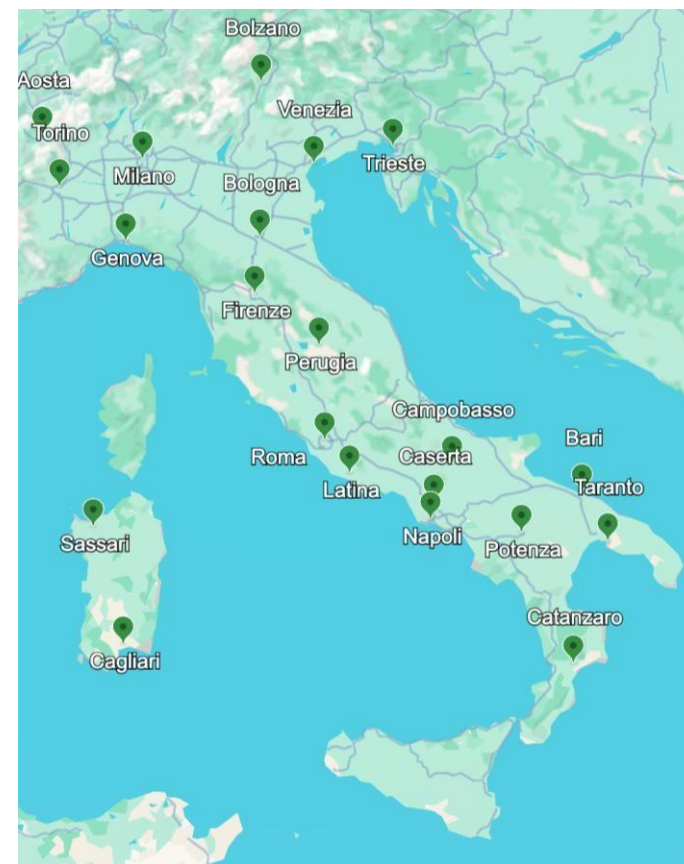 Bolzano
Aosta
Venezia
Torino
Trieste
Milano
Bologna
Genova
Firenze
Perugia
Campobasso
Bari
Roma
Caserta
Latina
Taranto
Napoli
Sassari
Potenza
Catanzaro
Cagliari